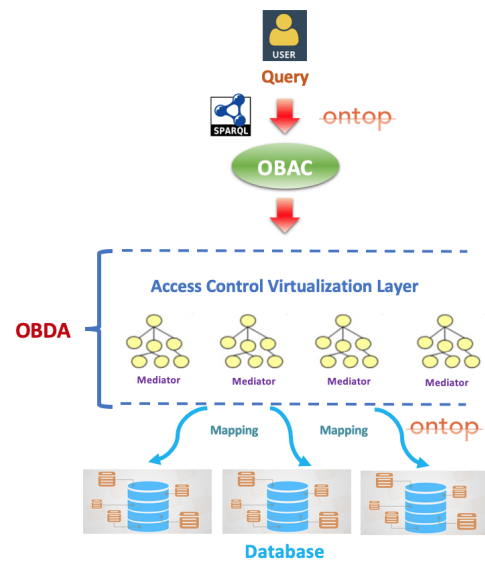 USER
Query
SPARQL
ontop
OBAC
Access Control Virtualization Layer
OBDA
Mediator
Mediator
Mediator
Mediator
Mapping
Mapping
ontop
Database